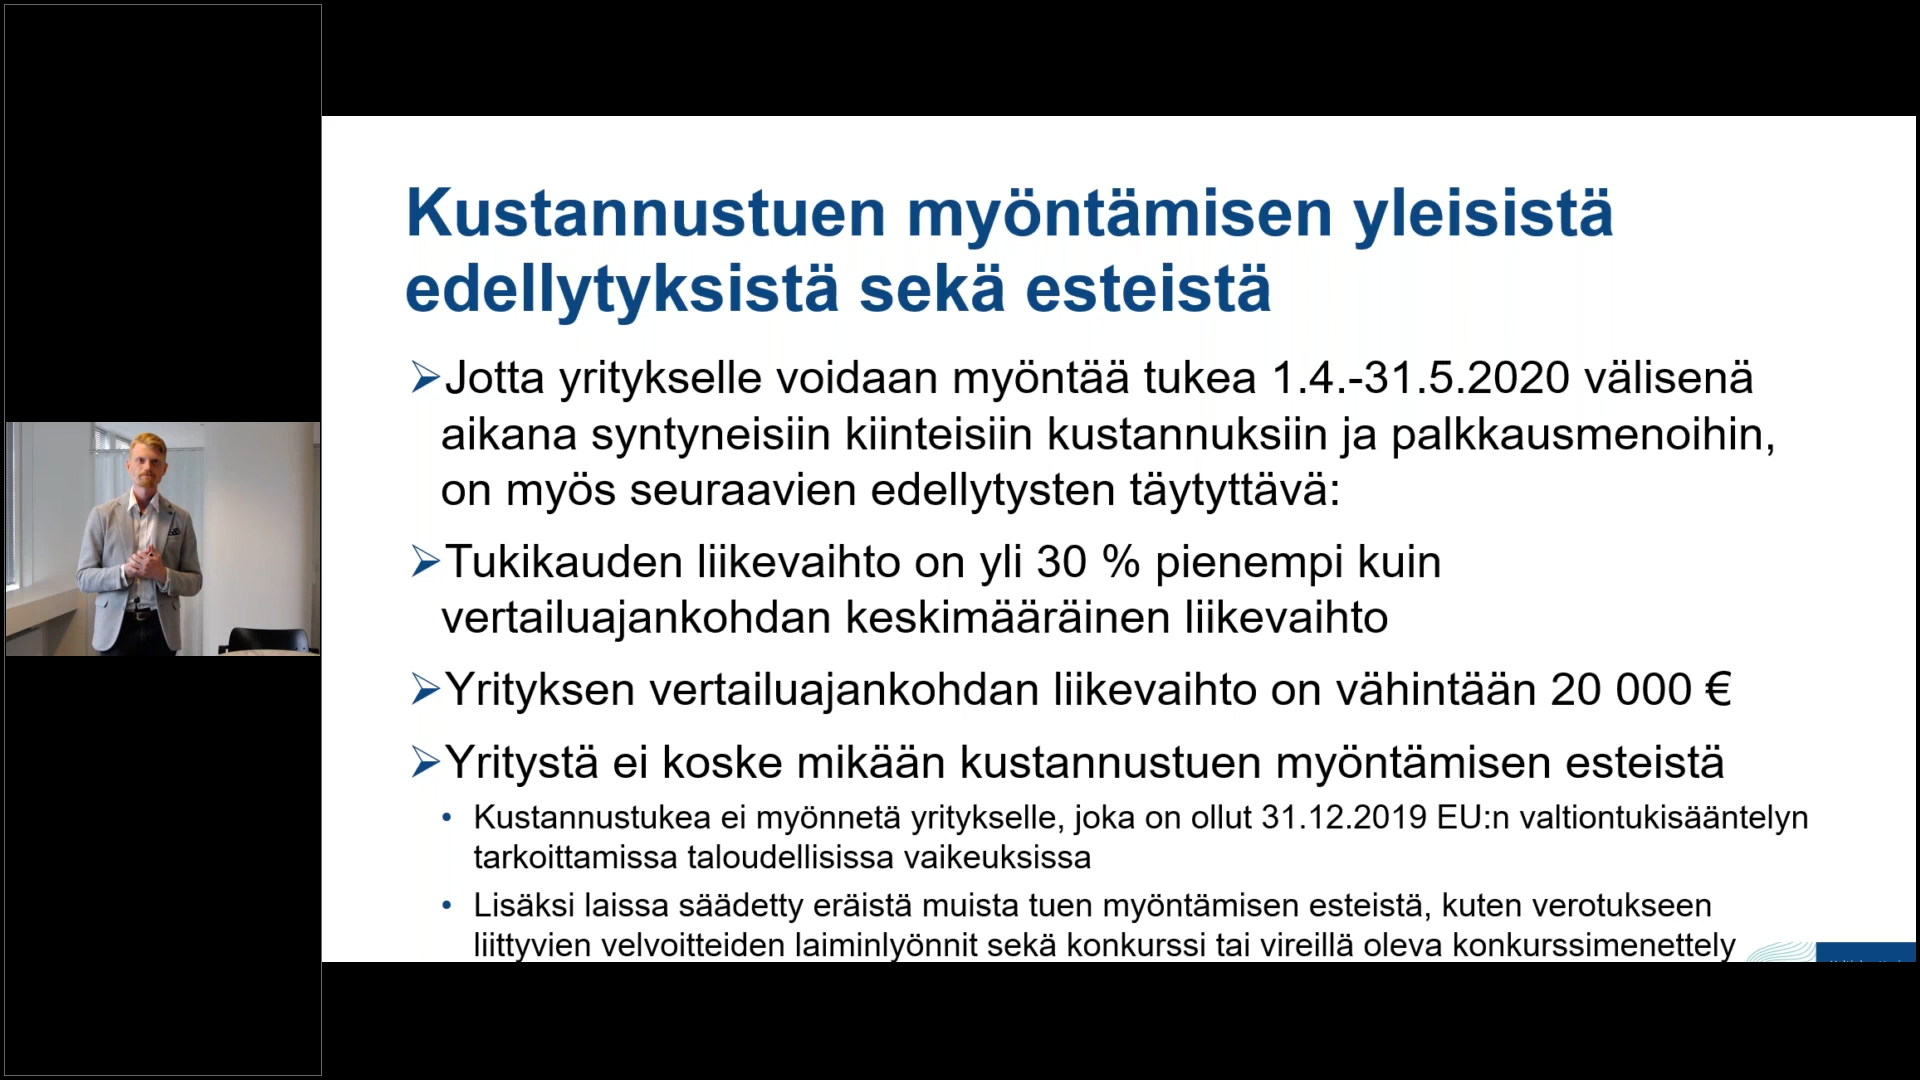 Kustannustuen myöntämisen yleisistä
edellytyksistä sekä esteistä
Jotta yritykselle voidaan myöntää tukea 1.4.-31.5.2020 välisenä
aikana syntyneisiin kiinteisiin kustannuksiin ja palkkausmenoihin,
on myös seuraavien edellytysten täytyttävä:
Tukikauden liikevaihto on yli 30 % pienempi kuin
vertailuajankohdan keskimääräinen liikevaihto
Yrityksen vertailuajankohdan liikevaihto on vähintään 20 000 €
Yritystä ei koske mikään kustannustuen myöntämisen esteistä
• Kustannustukea ei myönnetä yritykselle, joka on ollut 31.12.2019 EU:n valtiontukisääntelyn
tarkoittamissa taloudellisissa vaikeuksissa
• Lisäksi laissa säädetty eräistä muista tuen myöntämisen esteistä, kuten verotukseen
liittyvien velvoitteiden laiminlyönnit sekä konkurssi tai vireillä oleva konkurssimenettely